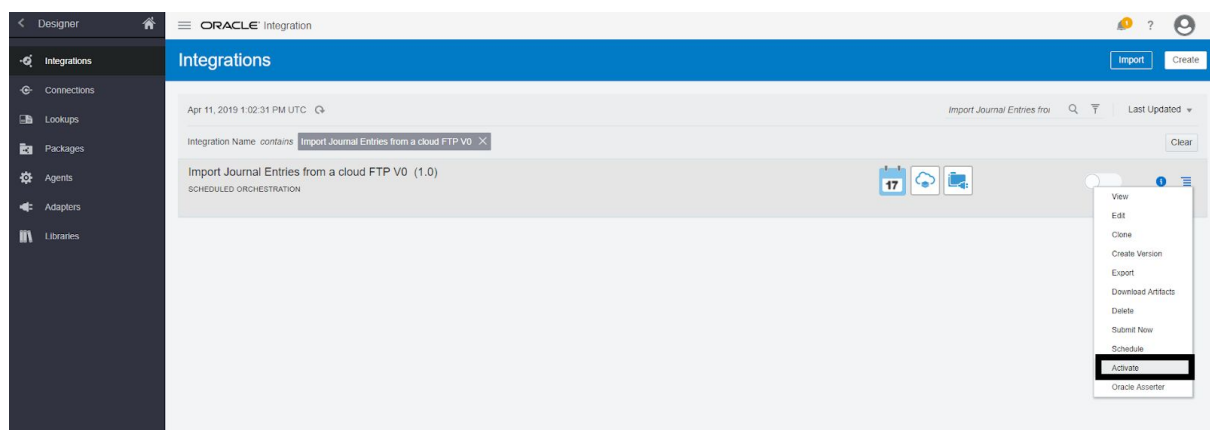 Designer
ORACLE Integration
1
?
Integrations
Connections
Lookups
Packages
Agents
Adapters
Libraries
Integrations
Import
Create
Apr 11, 2019 1:02:31 PM UTC
Import Journal Entries froi
Last Updated
Integration Name contains Import Journal Entries from a cloud FTP V0
Clear
Import Journal Entries from a cloud FTP V0 (1.0)
SCHEDULED ORCHESTRATION
17
View
Edit
Clone
Create Version
Export
Download Artifacts
Delete
Submit Now
Schedule
Activate
Oracle Asserter